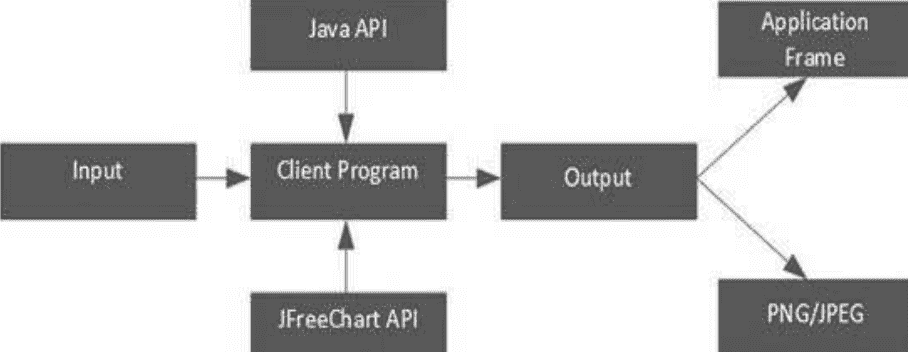 Java API
Application
Frame
Input
Client Program
Output
JFreeChart API
PNG/JPEG